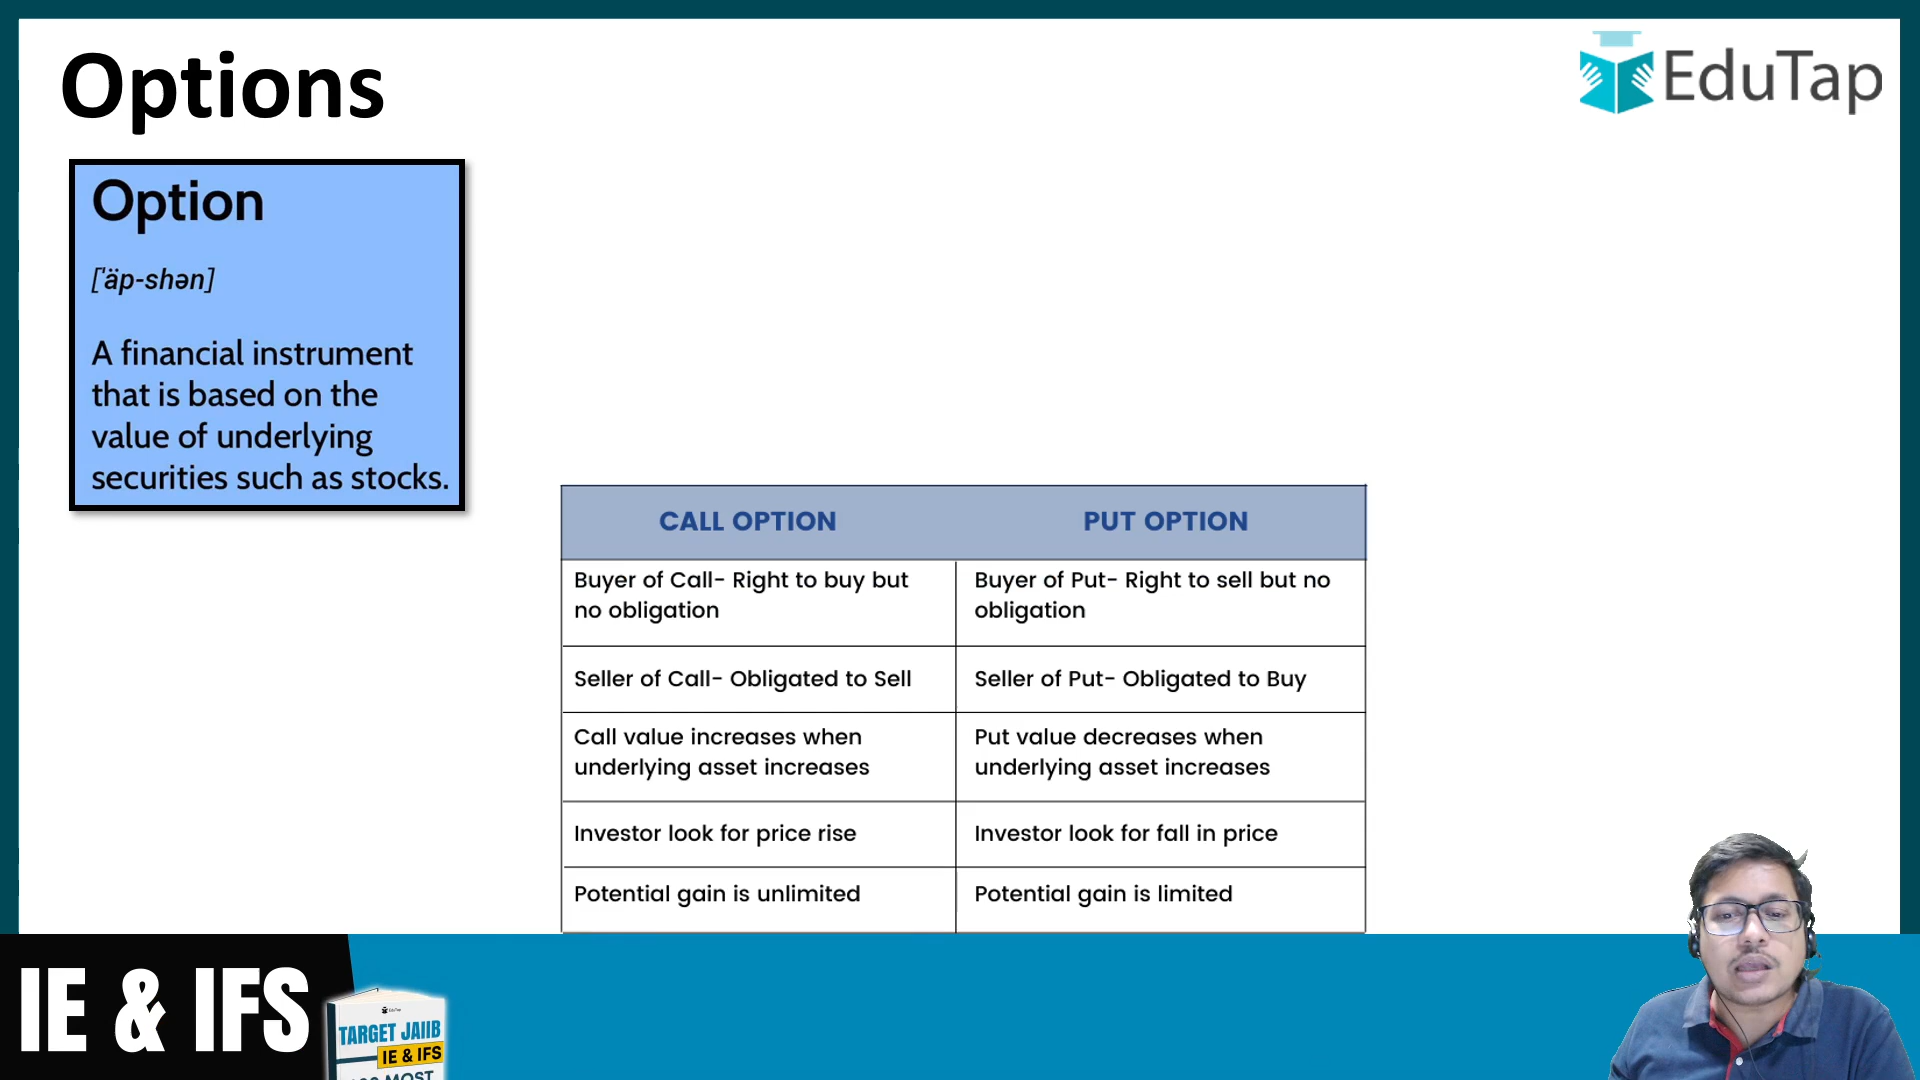 Options
EduTap
Option
['äp-shən]
A financial instrument
that is based on the
value of underlying
securities such as stocks.
CALL OPTION
PUT OPTION
Buyer of Call- Right to buy but
no obligation
Buyer of Put- Right to sell but no
obligation
Seller of Call- Obligated to Sell
Seller of Put- Obligated to Buy
Call value increases when
underlying asset increases
Put value decreases when
underlying asset increases
Investor look for price rise
Investor look for fall in price
Potential gain is unlimited
Potential gain is limited
IE & IFS
EduTap
TARGET JAIIB
IE & IFS
MOST